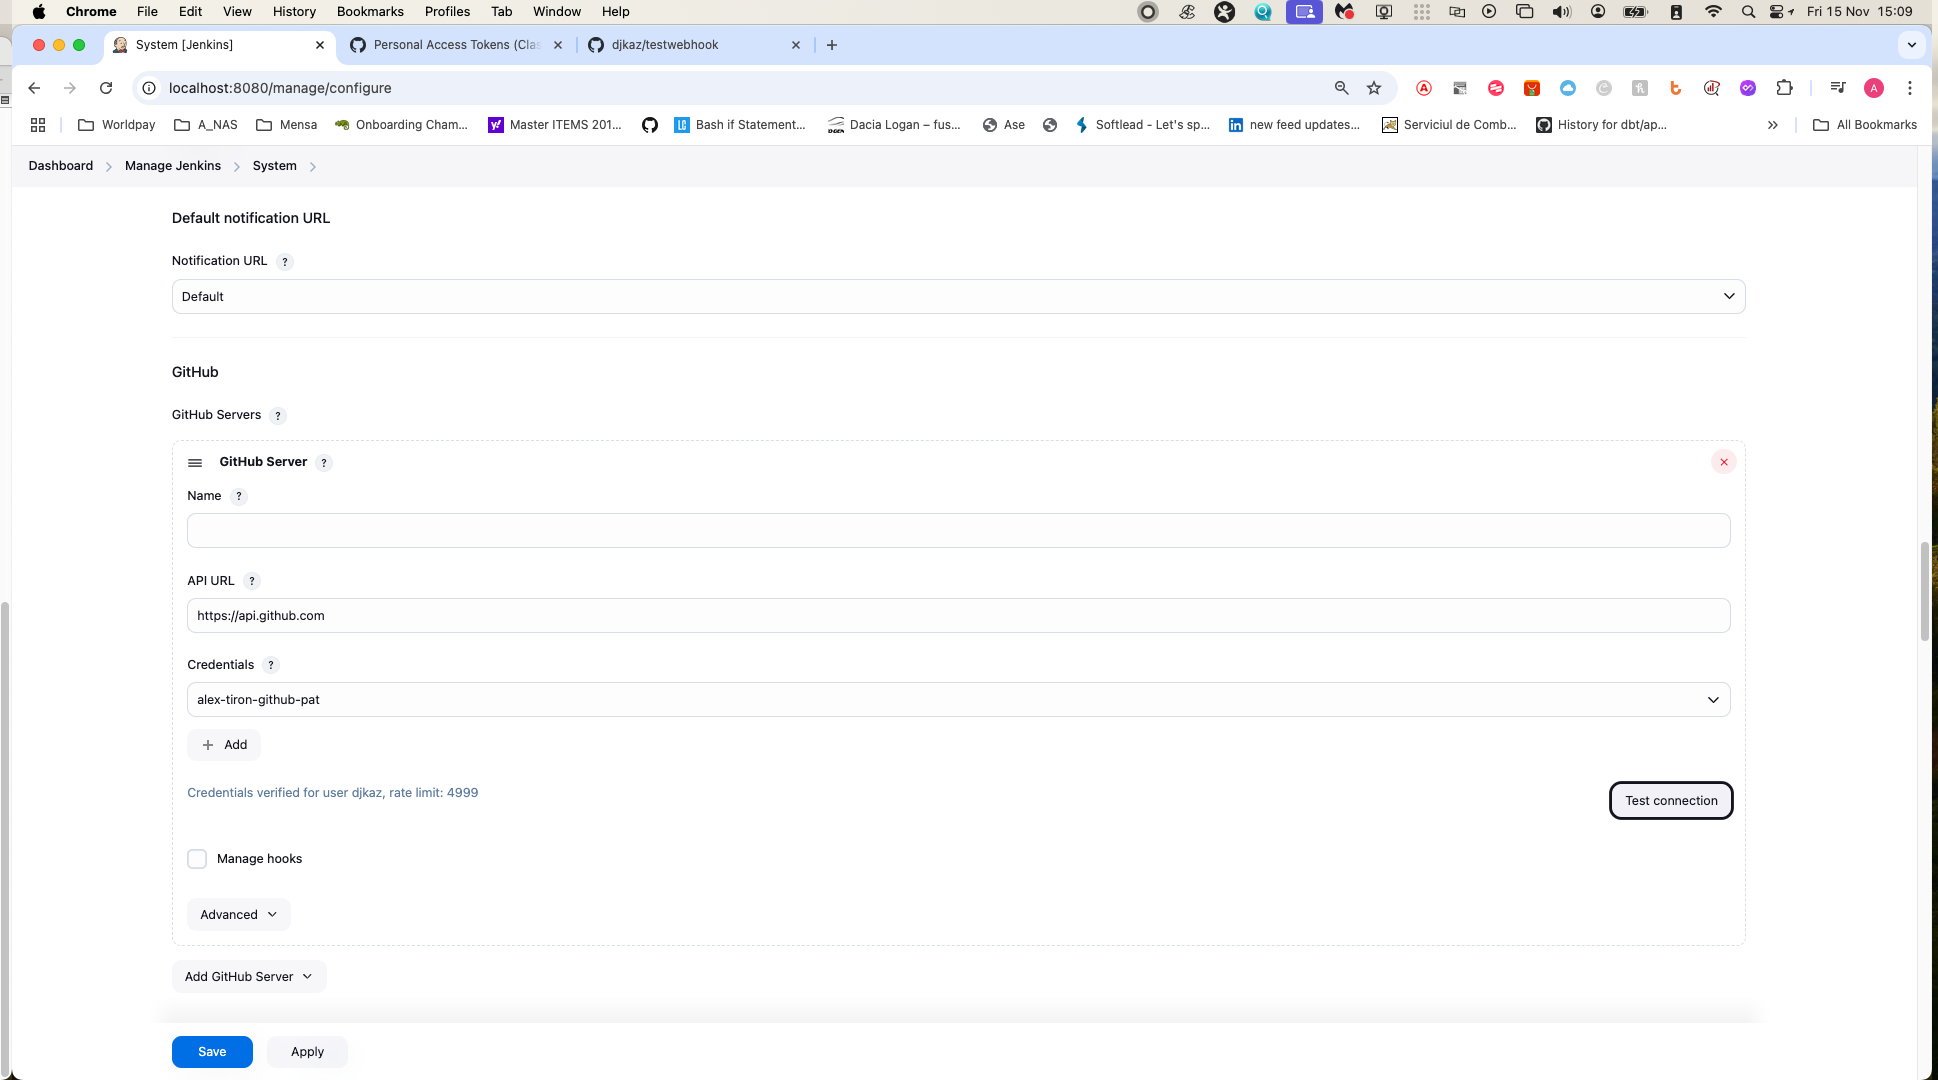 Chrome File Edit View History Bookmarks Profiles Tab Window Help Fri 15 Nov 15:09
System [Jenkins] Personal Access Tokens (Clas djkaz/testwebhook
localhost:8080/manage/configure A
Worldpay A_NAS Mensa Onboarding Cham... Master ITEMS 201... Bash if Statement... Dacia Logan – fus... Ase Softlead - Let's sp... new feed updates... Serviciul de Comb... History for dbt/ap... All Bookmarks
Dashboard Manage Jenkins System
Default notification URL
Notification URL ?
Default
GitHub
GitHub Servers ?
GitHub Server ?
Name ?
API URL ?
https://api.github.com
Credentials ?
alex-tiron-github-pat
+ Add
Credentials verified for user djkaz, rate limit: 4999
Test connection
Manage hooks
Advanced
Add GitHub Server
Save Apply